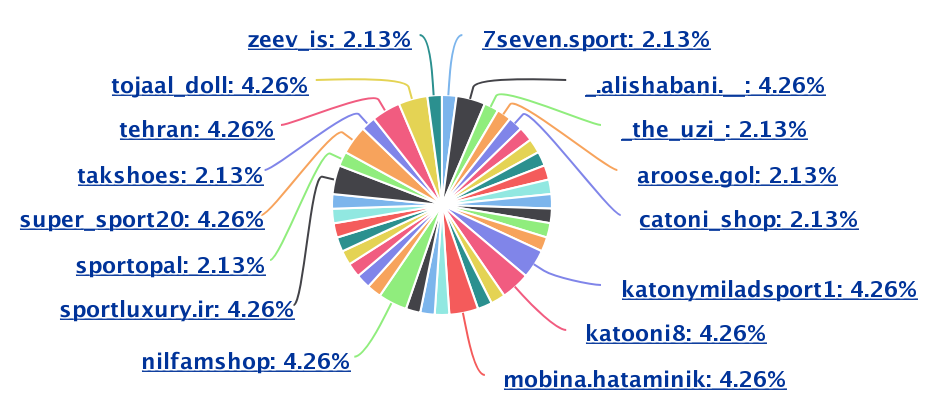 zeev_is: 2.13%
7seven.sport: 2.13%
tojaal_doll: 4.26%
_.alishabani.__: 4.26%
tehran: 4.26%
_the_uzi_: 2.13%
takshoes: 2.13%
aroose.gol: 2.13%
super_sport20: 4.26%
catoni_shop: 2.13%
sportopal: 2.13%
katonymiladsport1: 4.26%
sportluxury.ir: 4.26%
katooni8: 4.26%
nilfamshop: 4.26%
mobina.hataminik: 4.26%